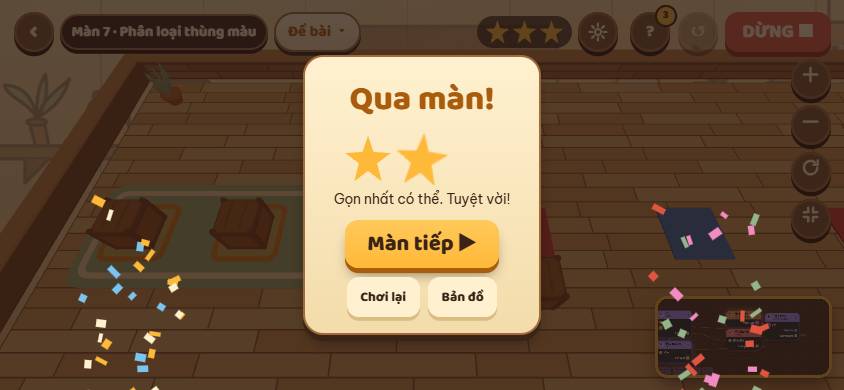 Màn 7 · Phân loại thùng màu
Đề bài
?
3
DỪNG
Qua màn!
Gọn nhất có thể. Tuyệt vời!
Màn tiếp
Chơi lại
Bản đồ